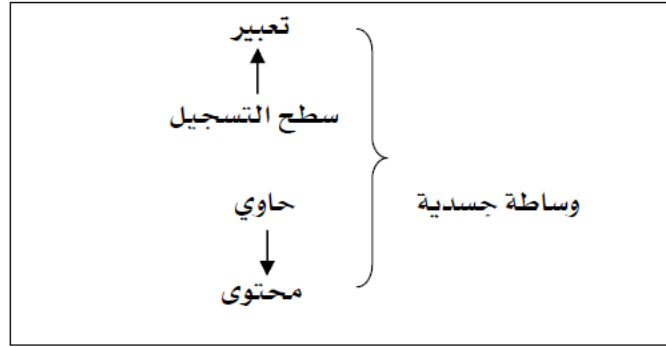 تعبير
سطح التسجيل
حاوي
وساطة جسدية
محتوى